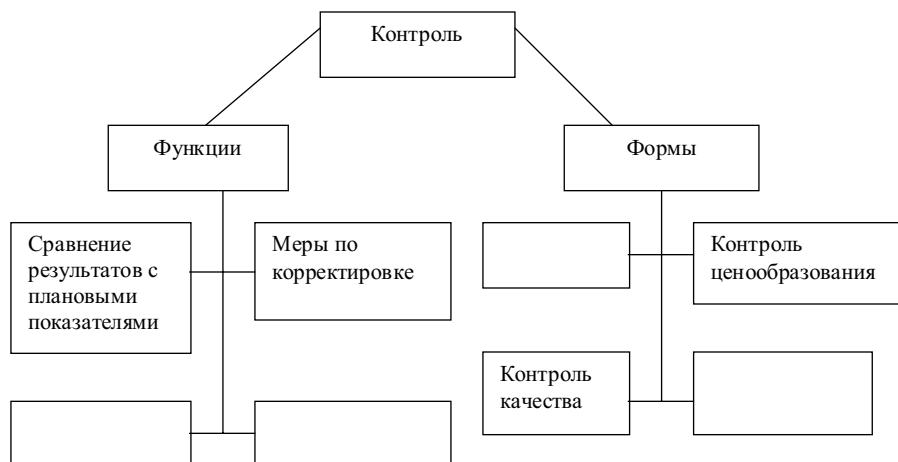 Контроль
Функции
Формы
Сравнение
результатов с
плановыми
показателями
Меры по
корректировке
Контроль
ценообразования
Контроль
качества